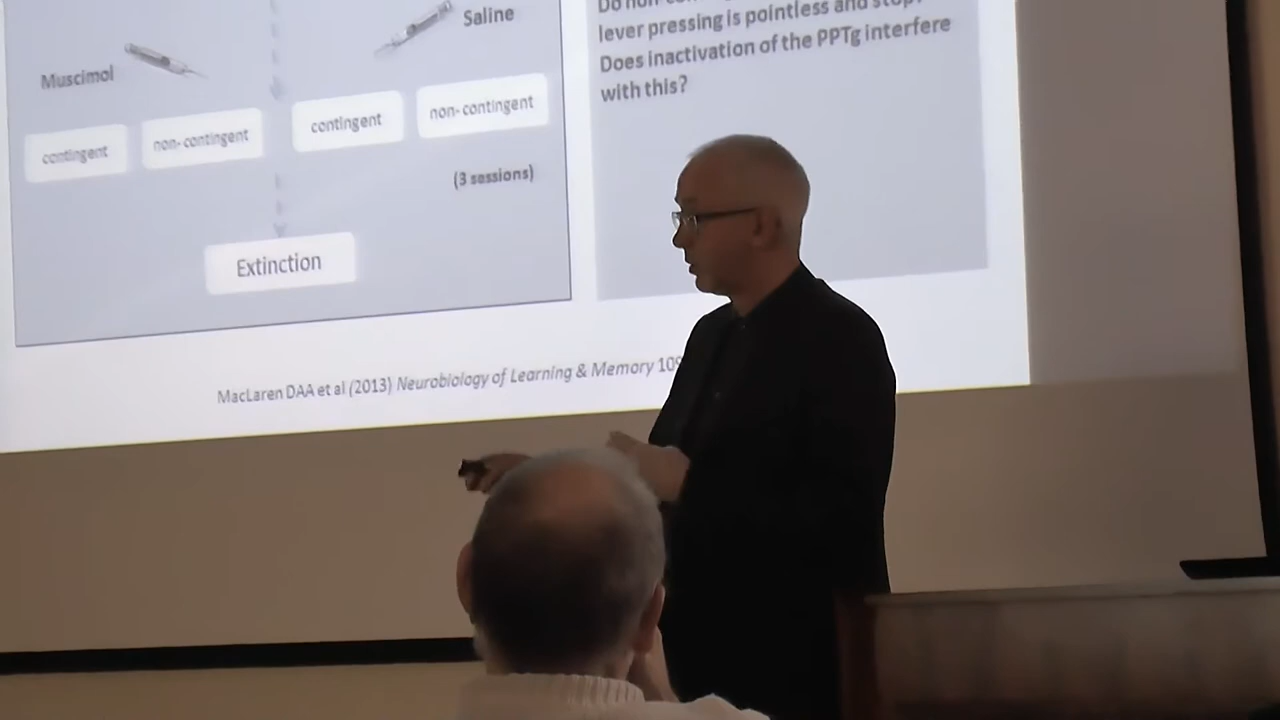 Saline
Muscimol
contingent
non-contingent
contingent
non-contingent
(3 sessions)
Extinction
lever pressing is pointless and stop?
Does inactivation of the PPTg interfere
with this?
MacLaren DAA et al (2013) Neurobiology of Learning & Memory